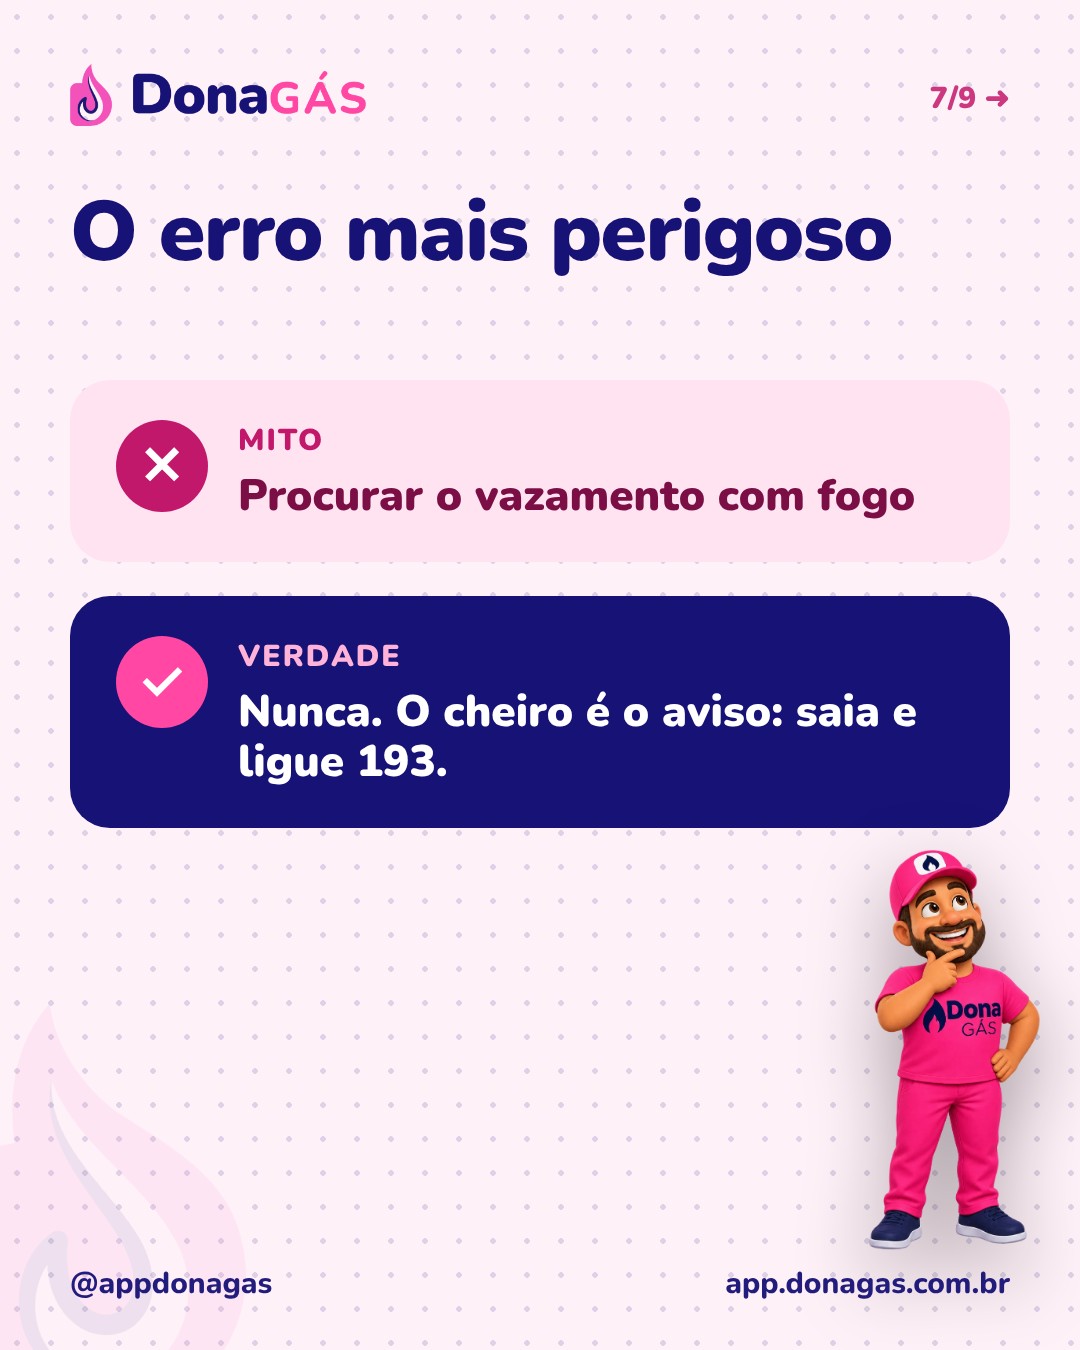 DonaGÁS
7/9 →
O erro mais perigoso
MITO
Procurar o vazamento com fogo
VERDADE
Nunca. O cheiro é o aviso: saia e
ligue 193.
Dona
GÁS
@appdonagas
app.donagas.com.br